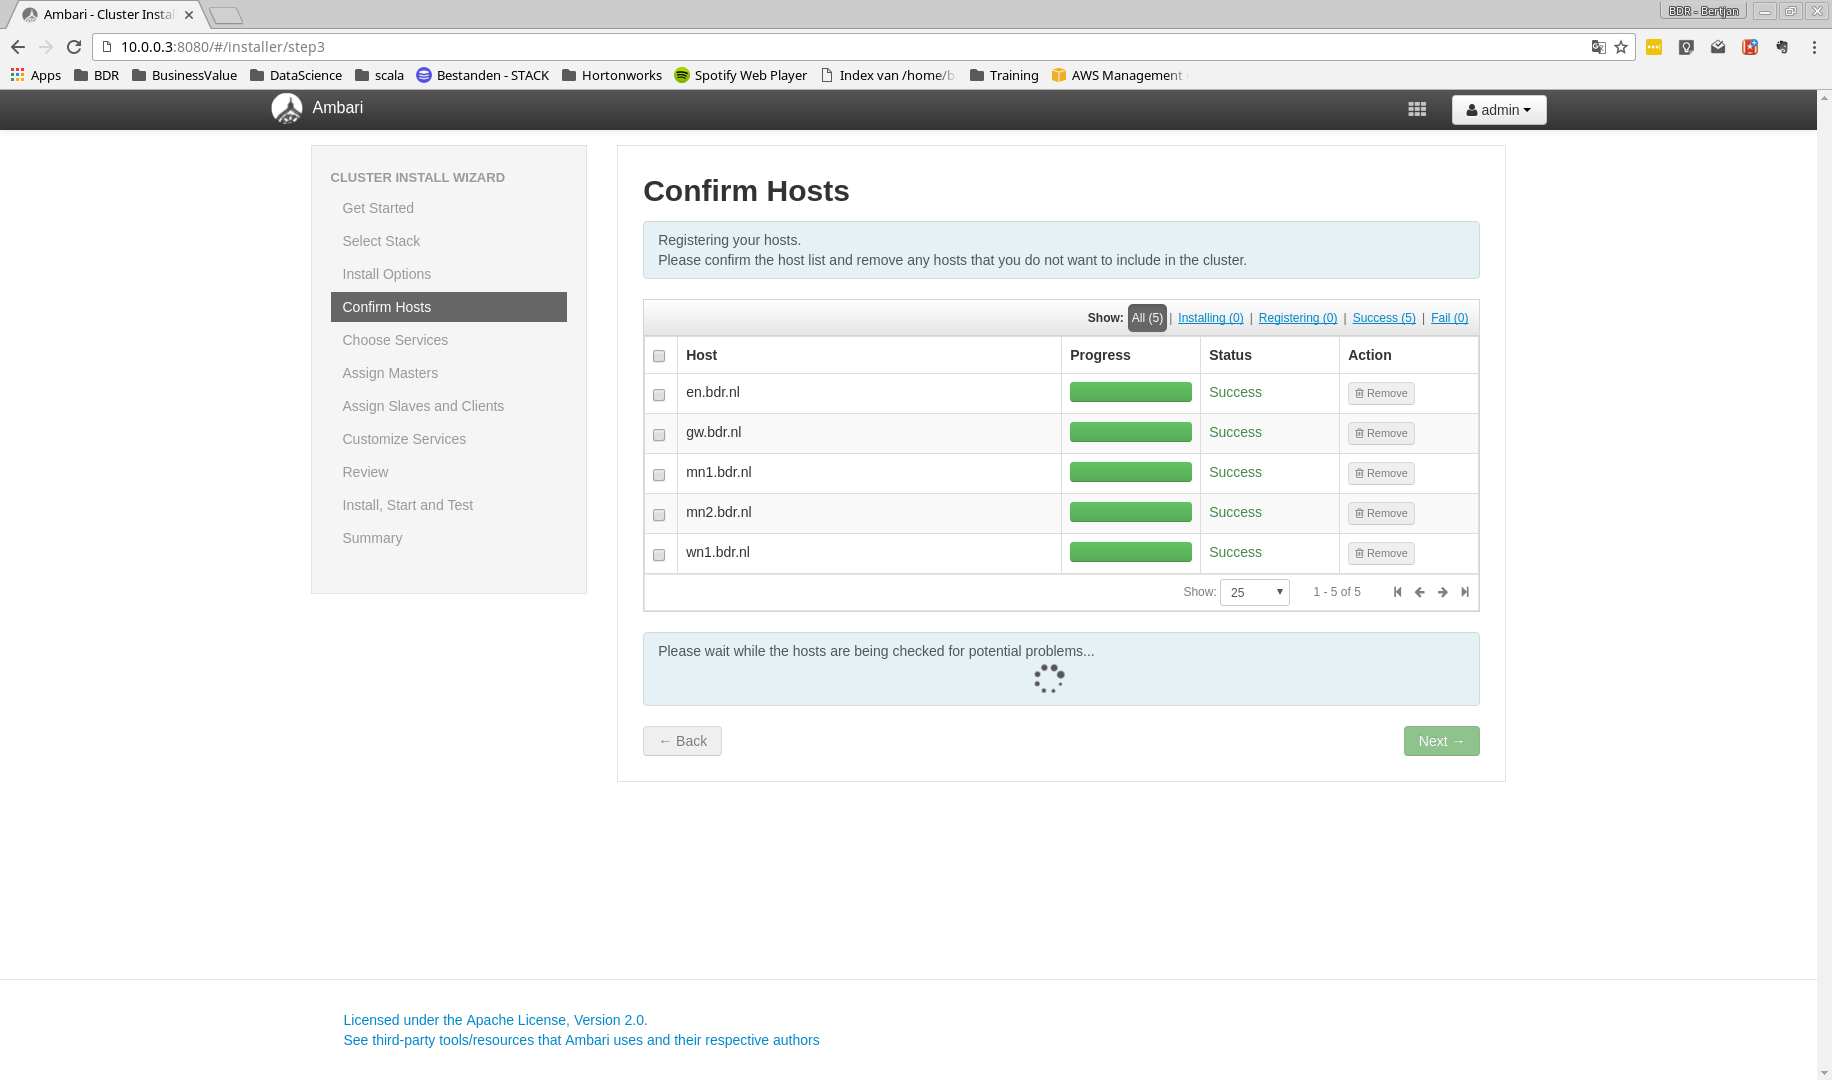 Ambari - Cluster Instal
BDR - Bertjan
10.0.0.3:8080/#/installer/step3
Apps BDR BusinessValue DataScience scala Bestanden - STACK Hortonworks Spotify Web Player Index van /home/b Training AWS Management
Ambari
admin
CLUSTER INSTALL WIZARD
Get Started
Select Stack
Install Options
Confirm Hosts
Choose Services
Assign Masters
Assign Slaves and Clients
Customize Services
Review
Install, Start and Test
Summary
Confirm Hosts
Registering your hosts.
Please confirm the host list and remove any hosts that you do not want to include in the cluster.
Show: All (5) | Installing (0) | Registering (0) | Success (5) | Fail (0)
Host Progress Status Action
en.bdr.nl Success Remove
gw.bdr.nl Success Remove
mn1.bdr.nl Success Remove
mn2.bdr.nl Success Remove
wn1.bdr.nl Success Remove
Show: 25 1 - 5 of 5
Please wait while the hosts are being checked for potential problems...
← Back Next →
Licensed under the Apache License, Version 2.0.
See third-party tools/resources that Ambari uses and their respective authors